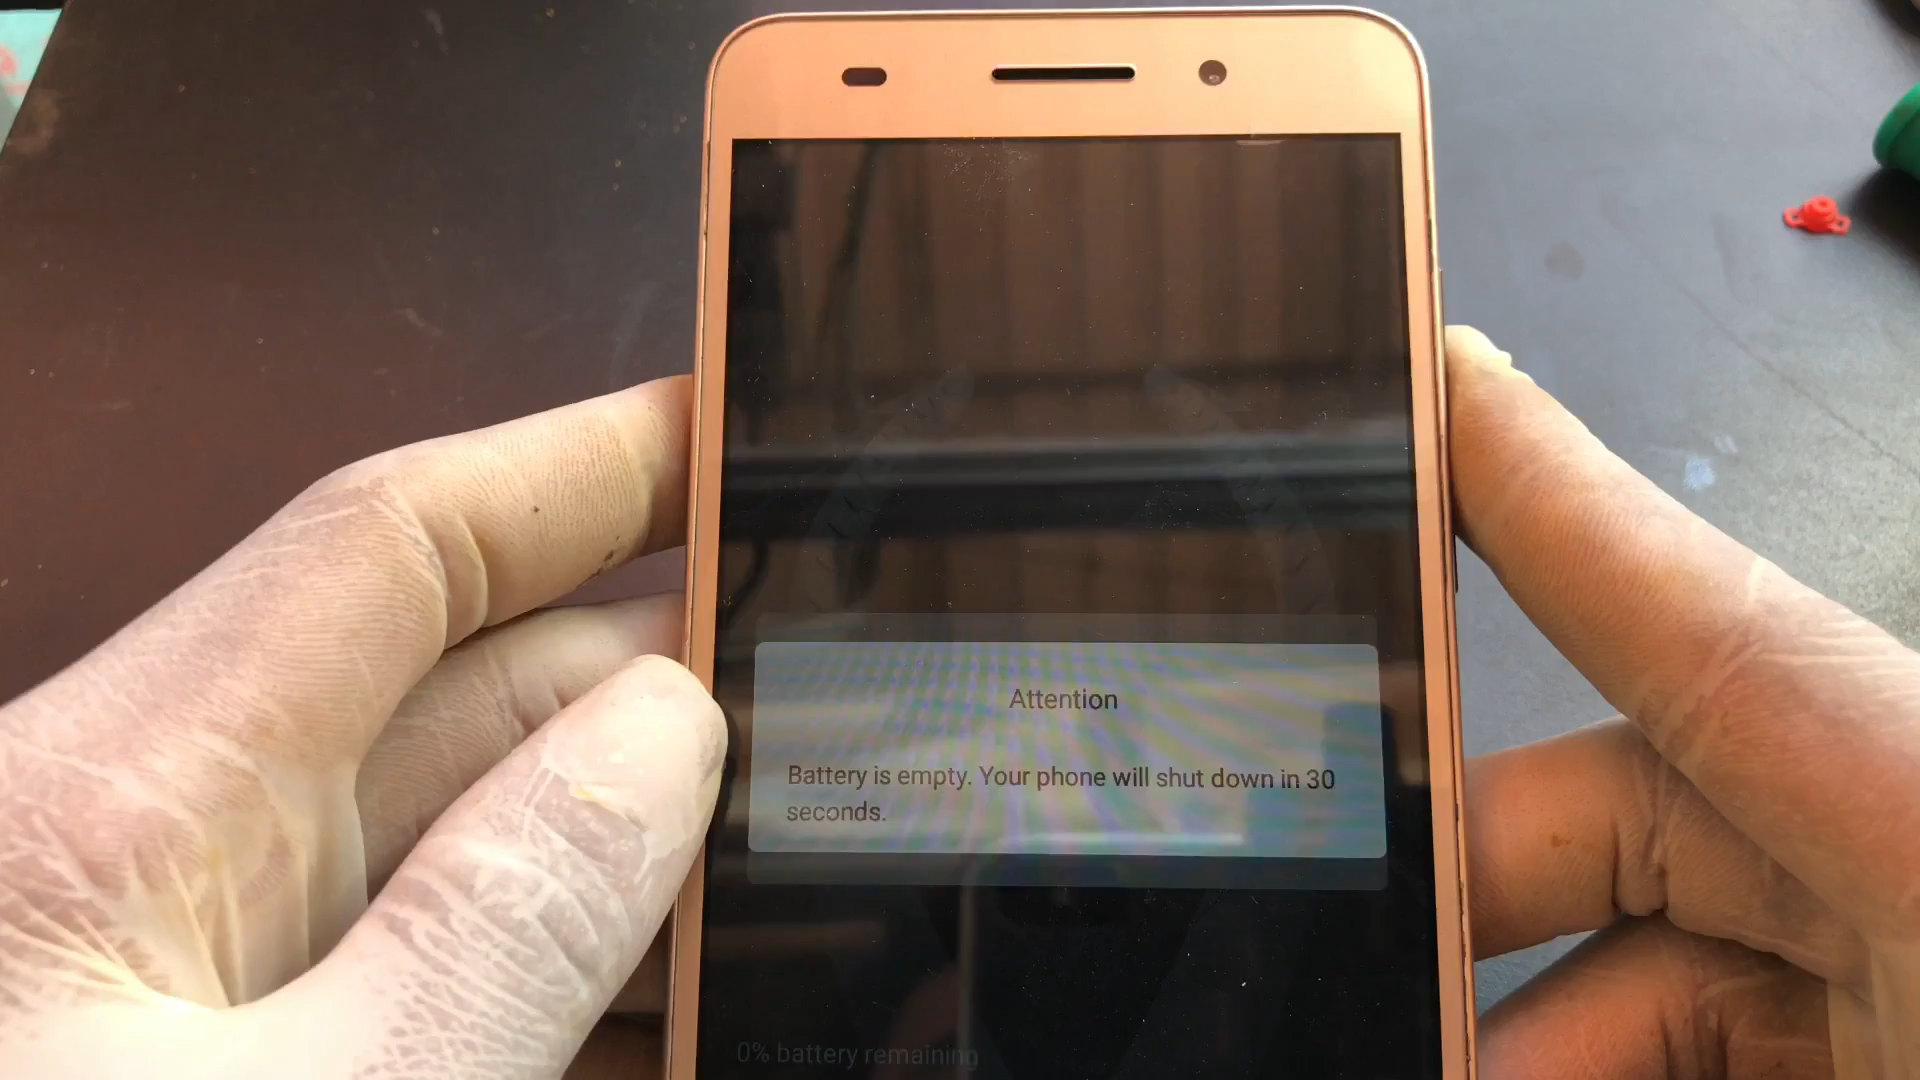 Attention
Battery is empty. Your phone will shut down in 30
seconds.
0% battery remaining